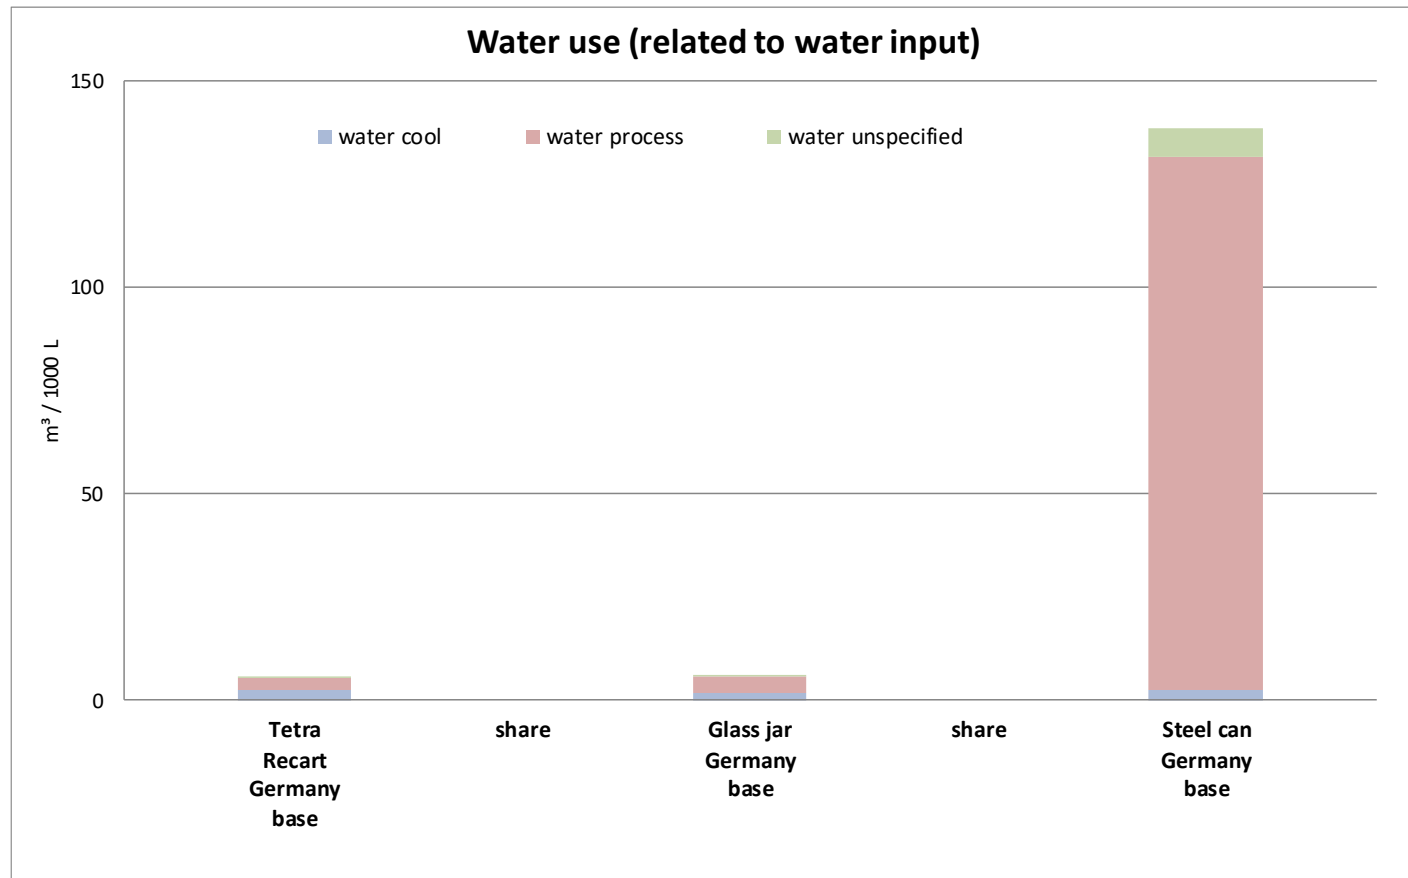 Water use (related to water input)
150
water cool water process water unspecified
100
m³ / 1000 L
50
0
Tetra share Glass jar share Steel can
Recart Germany Germany
Germany base base
base